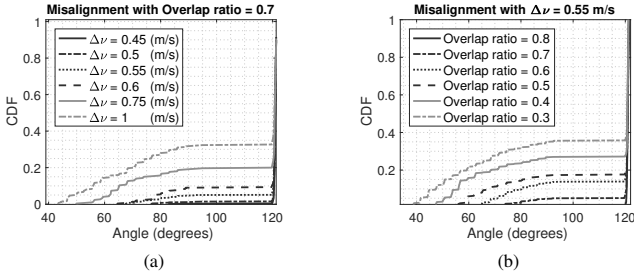 Misalignment with Overlap ratio = 0.7
CDF
1
0.8
0.6
0.4
0.2
0
Δν = 0.45 (m/s)
Δν = 0.5 (m/s)
Δν = 0.55 (m/s)
Δν = 0.6 (m/s)
Δν = 0.75 (m/s)
Δν = 1 (m/s)
40 60 80 100 120
Angle (degrees)
(a)
Misalignment with Δν = 0.55 m/s
CDF
1
0.8
0.6
0.4
0.2
Overlap ratio = 0.8
Overlap ratio = 0.7
Overlap ratio = 0.6
Overlap ratio = 0.5
Overlap ratio = 0.4
Overlap ratio = 0.3
40 60 80 100 120
Angle (degrees)
(b)